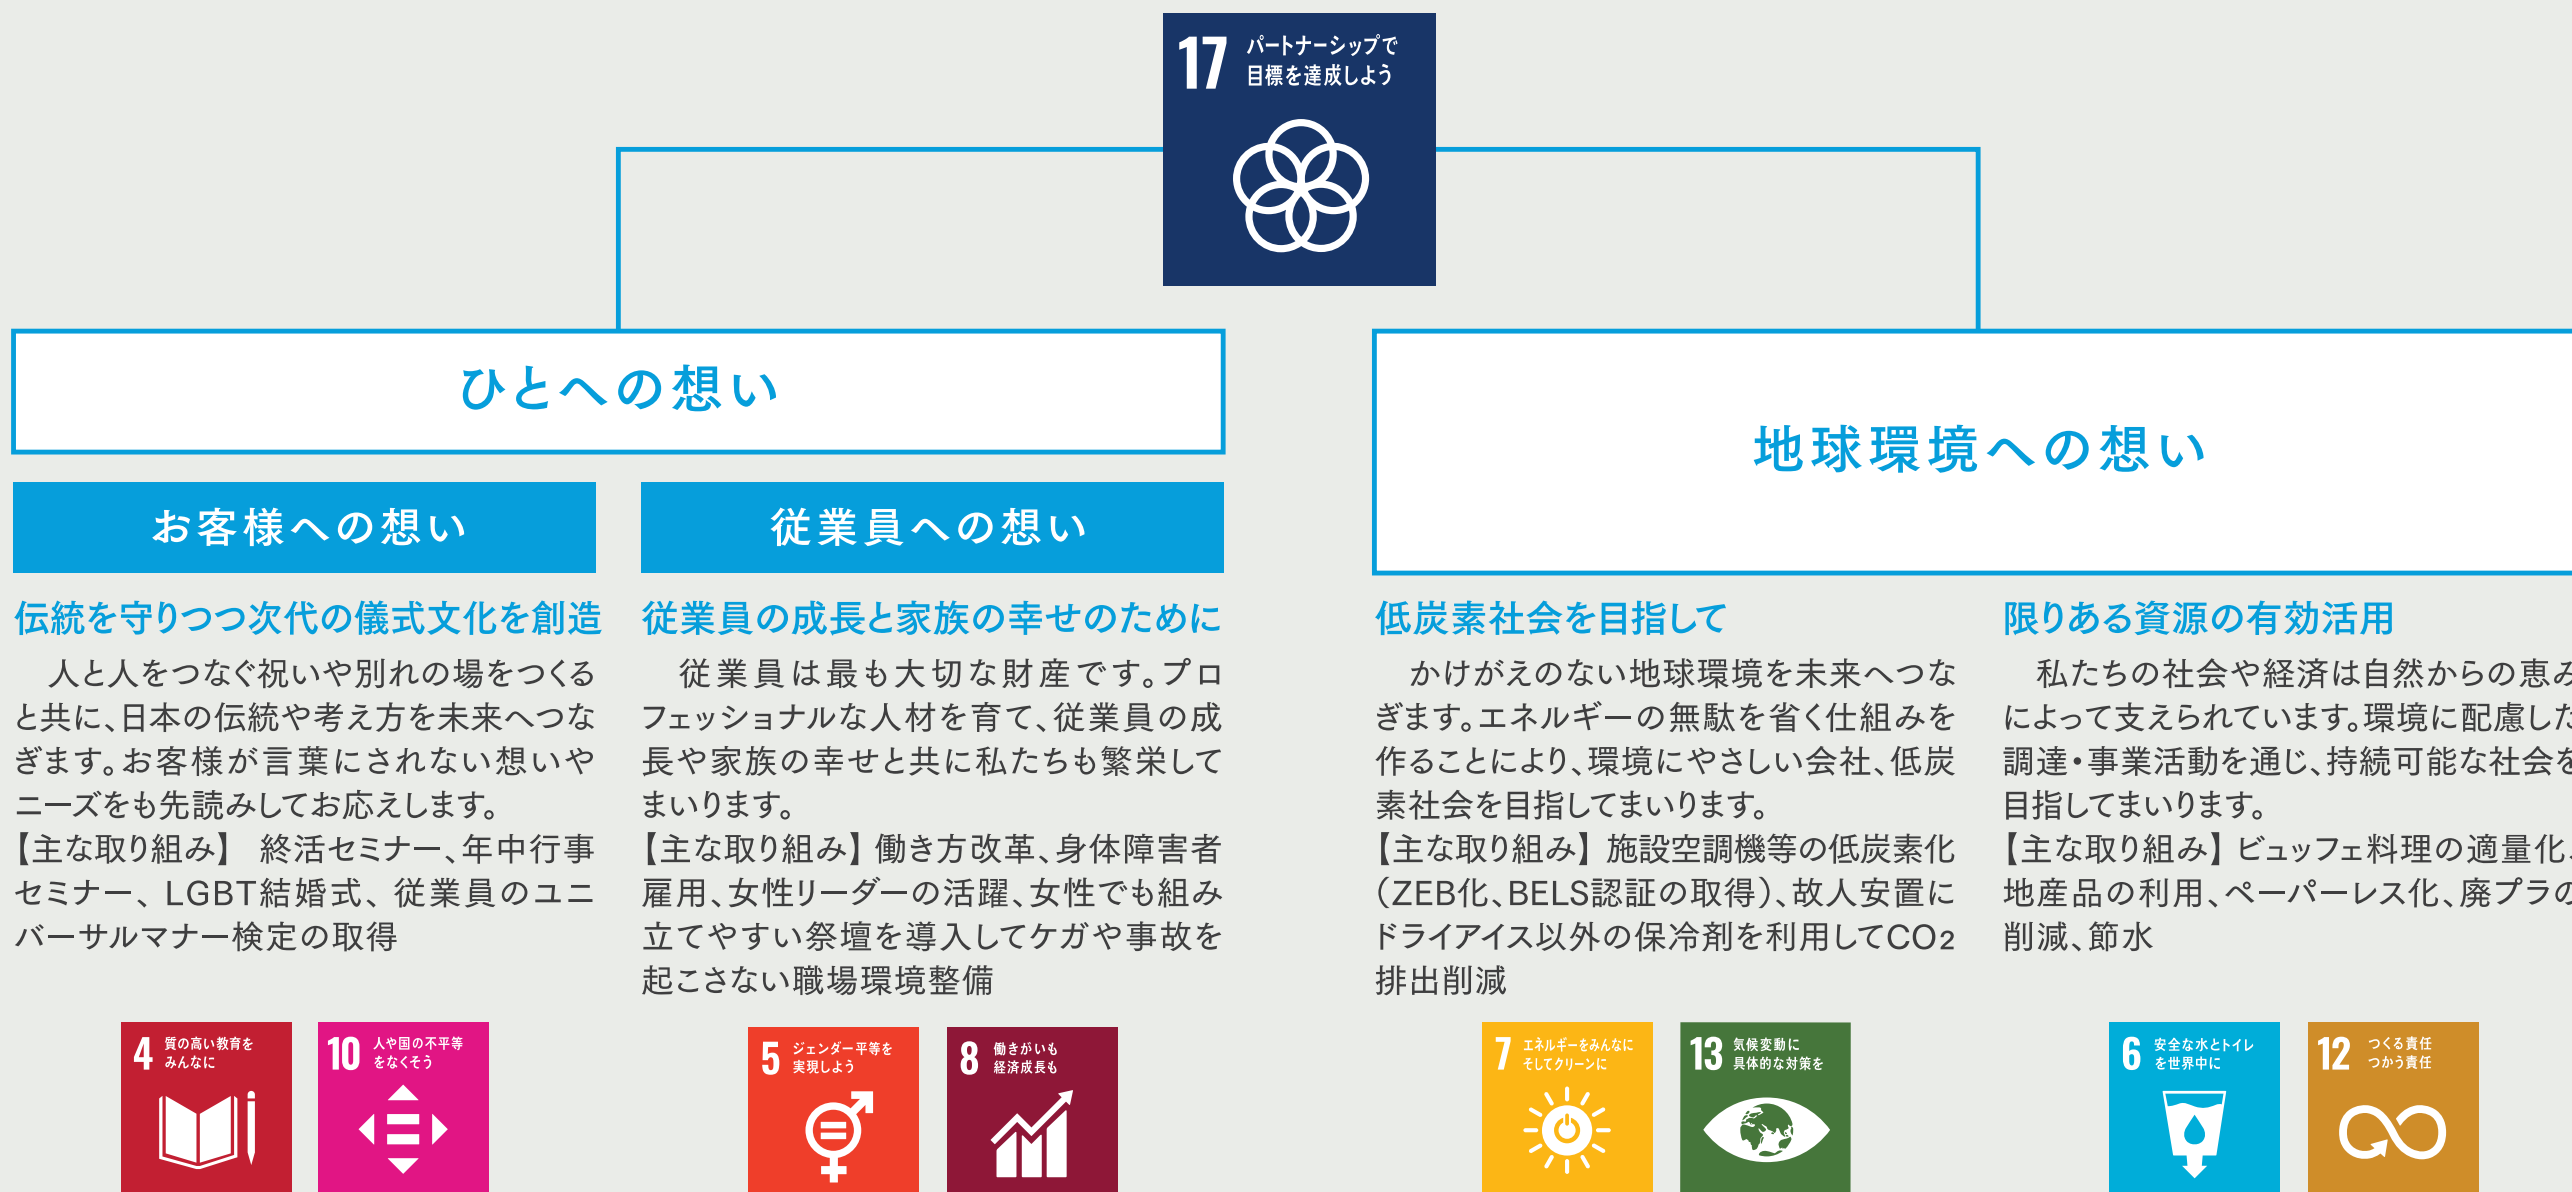 17 パートナーシップで
目標を達成しよう
ひとへの想い
お客様への想い
伝統を守りつつ次代の儀式文化を創造
人と人をつなぐ祝いや別れの場をつくる
と共に、日本の伝統や考え方を未来へつな
ぎます。お客様が言葉にされない想いや
ニーズをも先読みしてお応えします。
【主な取り組み】 終活セミナー、年中行事
セミナー、LGBT結婚式、従業員のユニ
バーサルマナー検定の取得
4 質の高い教育を
みんなに
10 人や国の不平等
をなくそう
従業員への想い
従業員の成長と家族の幸せのために
従業員は最も大切な財産です。プロ
フェッショナルな人材を育て、従業員の成
長や家族の幸せと共に私たちも繁栄して
まいります。
【主な取り組み】働き方改革、身体障害者
雇用、女性リーダーの活躍、女性でも組み
立てやすい祭壇を導入してケガや事故を
起こさない職場環境整備
5 ジェンダー平等を
実現しよう
8 働きがいも
経済成長も
地球環境への想い
低炭素社会を目指して
かけがえのない地球環境を未来へつな
ぎます。エネルギーの無駄を省く仕組みを
作ることにより、環境にやさしい会社、低炭
素社会を目指してまいります。
【主な取り組み】施設空調機等の低炭素化
（ZEB化、BELS認証の取得）、故人安置に
ドライアイス以外の保冷剤を利用してCO2
排出削減
7 エネルギーをみんなに
そしてクリーンに
13 気候変動に
具体的な対策を
限りある資源の有効活用
私たちの社会や経済は自然からの恵み
によって支えられています。環境に配慮した
調達・事業活動を通じ、持続可能な社会を
目指してまいります。
【主な取り組み】ビュッフェ料理の適量化、
地産品の利用、ペーパーレス化、廃プラの
削減、節水
6 安全な水とトイレ
を世界中に
12 つくる責任
つかう責任